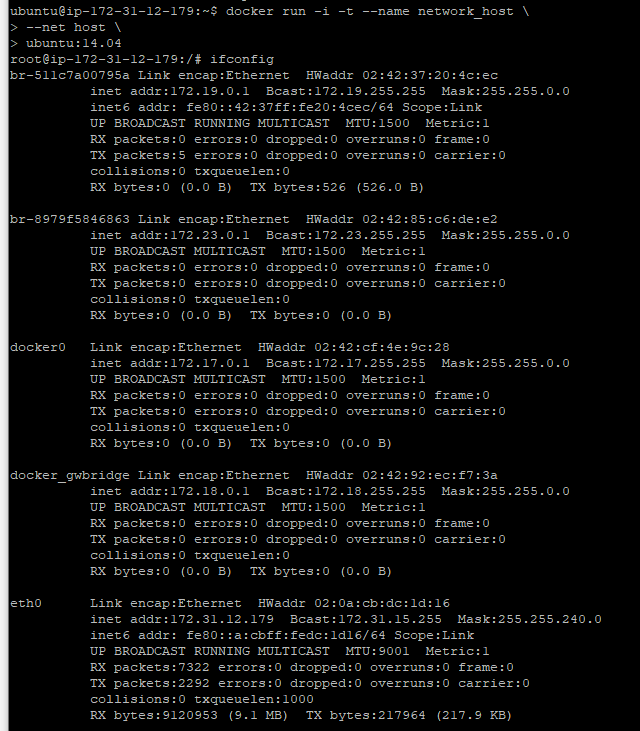 ubuntu@ip-172-31-12-179:~$ docker run -i -t --name network_host \
> --net host \
> ubuntu:14.04
root@ip-172-31-12-179:/# ifconfig
br-511c7a00795a Link encap:Ethernet  HWaddr 02:42:37:20:4c:ec
          inet addr:172.19.0.1  Bcast:172.19.255.255  Mask:255.255.0.0
          inet6 addr: fe80::42:37ff:fe20:4cec/64 Scope:Link
          UP BROADCAST RUNNING MULTICAST  MTU:1500  Metric:1
          RX packets:0 errors:0 dropped:0 overruns:0 frame:0
          TX packets:5 errors:0 dropped:0 overruns:0 carrier:0
          collisions:0 txqueuelen:0
          RX bytes:0 (0.0 B)  TX bytes:526 (526.0 B)

br-8979f5846863 Link encap:Ethernet  HWaddr 02:42:85:c6:de:e2
          inet addr:172.23.0.1  Bcast:172.23.255.255  Mask:255.255.0.0
          UP BROADCAST MULTICAST  MTU:1500  Metric:1
          RX packets:0 errors:0 dropped:0 overruns:0 frame:0
          TX packets:0 errors:0 dropped:0 overruns:0 carrier:0
          collisions:0 txqueuelen:0
          RX bytes:0 (0.0 B)  TX bytes:0 (0.0 B)

docker0   Link encap:Ethernet  HWaddr 02:42:cf:4e:9c:28
          inet addr:172.17.0.1  Bcast:172.17.255.255  Mask:255.255.0.0
          UP BROADCAST MULTICAST  MTU:1500  Metric:1
          RX packets:0 errors:0 dropped:0 overruns:0 frame:0
          TX packets:0 errors:0 dropped:0 overruns:0 carrier:0
          collisions:0 txqueuelen:0
          RX bytes:0 (0.0 B)  TX bytes:0 (0.0 B)

docker_gwbridge Link encap:Ethernet  HWaddr 02:42:92:ec:f7:3a
          inet addr:172.18.0.1  Bcast:172.18.255.255  Mask:255.255.0.0
          UP BROADCAST MULTICAST  MTU:1500  Metric:1
          RX packets:0 errors:0 dropped:0 overruns:0 frame:0
          TX packets:0 errors:0 dropped:0 overruns:0 carrier:0
          collisions:0 txqueuelen:0
          RX bytes:0 (0.0 B)  TX bytes:0 (0.0 B)

eth0      Link encap:Ethernet  HWaddr 02:0a:cb:dc:1d:16
          inet addr:172.31.12.179  Bcast:172.31.15.255  Mask:255.255.240.0
          inet6 addr: fe80::a:cbff:fedc:1d16/64 Scope:Link
          UP BROADCAST RUNNING MULTICAST  MTU:9001  Metric:1
          RX packets:7322 errors:0 dropped:0 overruns:0 frame:0
          TX packets:2292 errors:0 dropped:0 overruns:0 carrier:0
          collisions:0 txqueuelen:1000
          RX bytes:9120953 (9.1 MB)  TX bytes:217964 (217.9 KB)